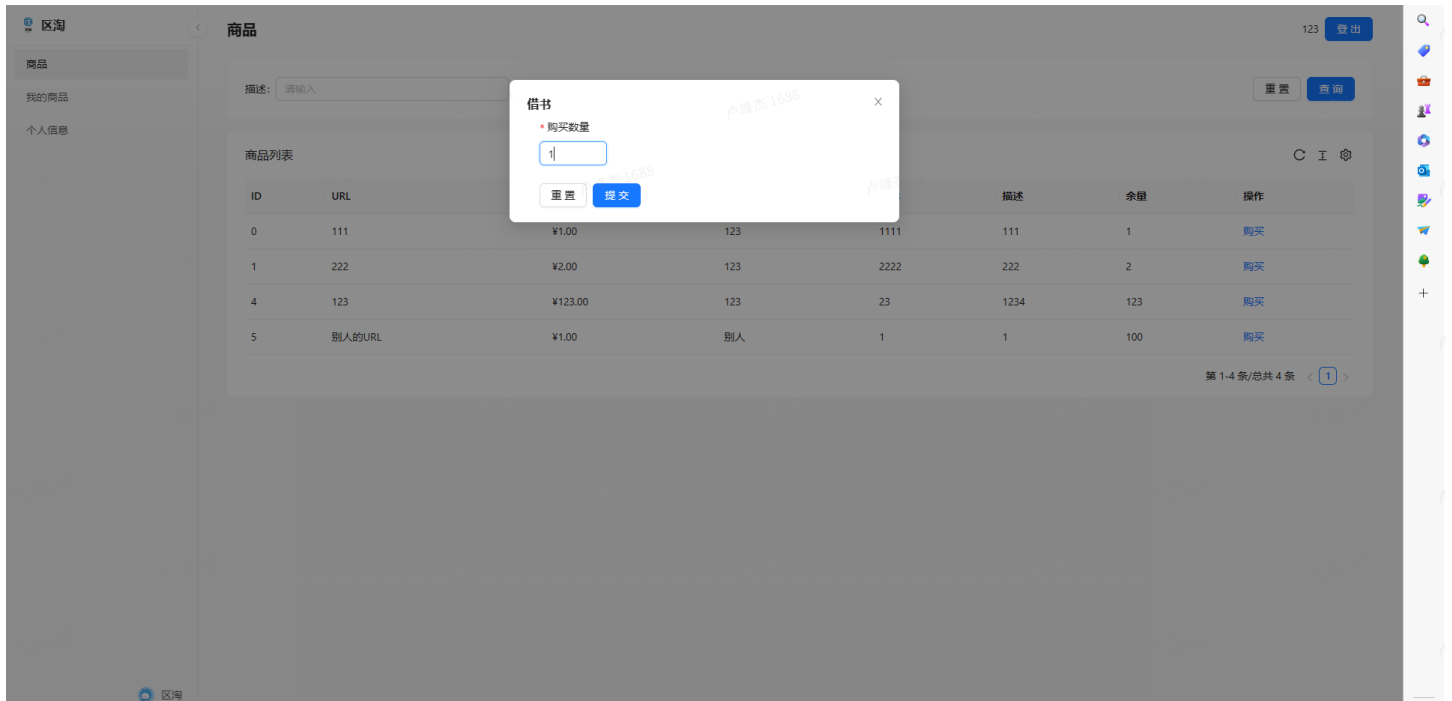 区淘
商品
123 登出
商品
我的商品
个人信息
描述: 请输入
重置 查询
借书
* 购买数量
1
重置 提交
商品列表
ID URL 描述 余量 操作
0 111 ¥1.00 123 1111 111 1 购买
1 222 ¥2.00 123 2222 222 2 购买
4 123 ¥123.00 123 23 1234 123 购买
5 别人的URL ¥1.00 别人 1 1 100 购买
第 1-4 条/总共 4 条 < 1 >
区淘
卢峰杰 1688